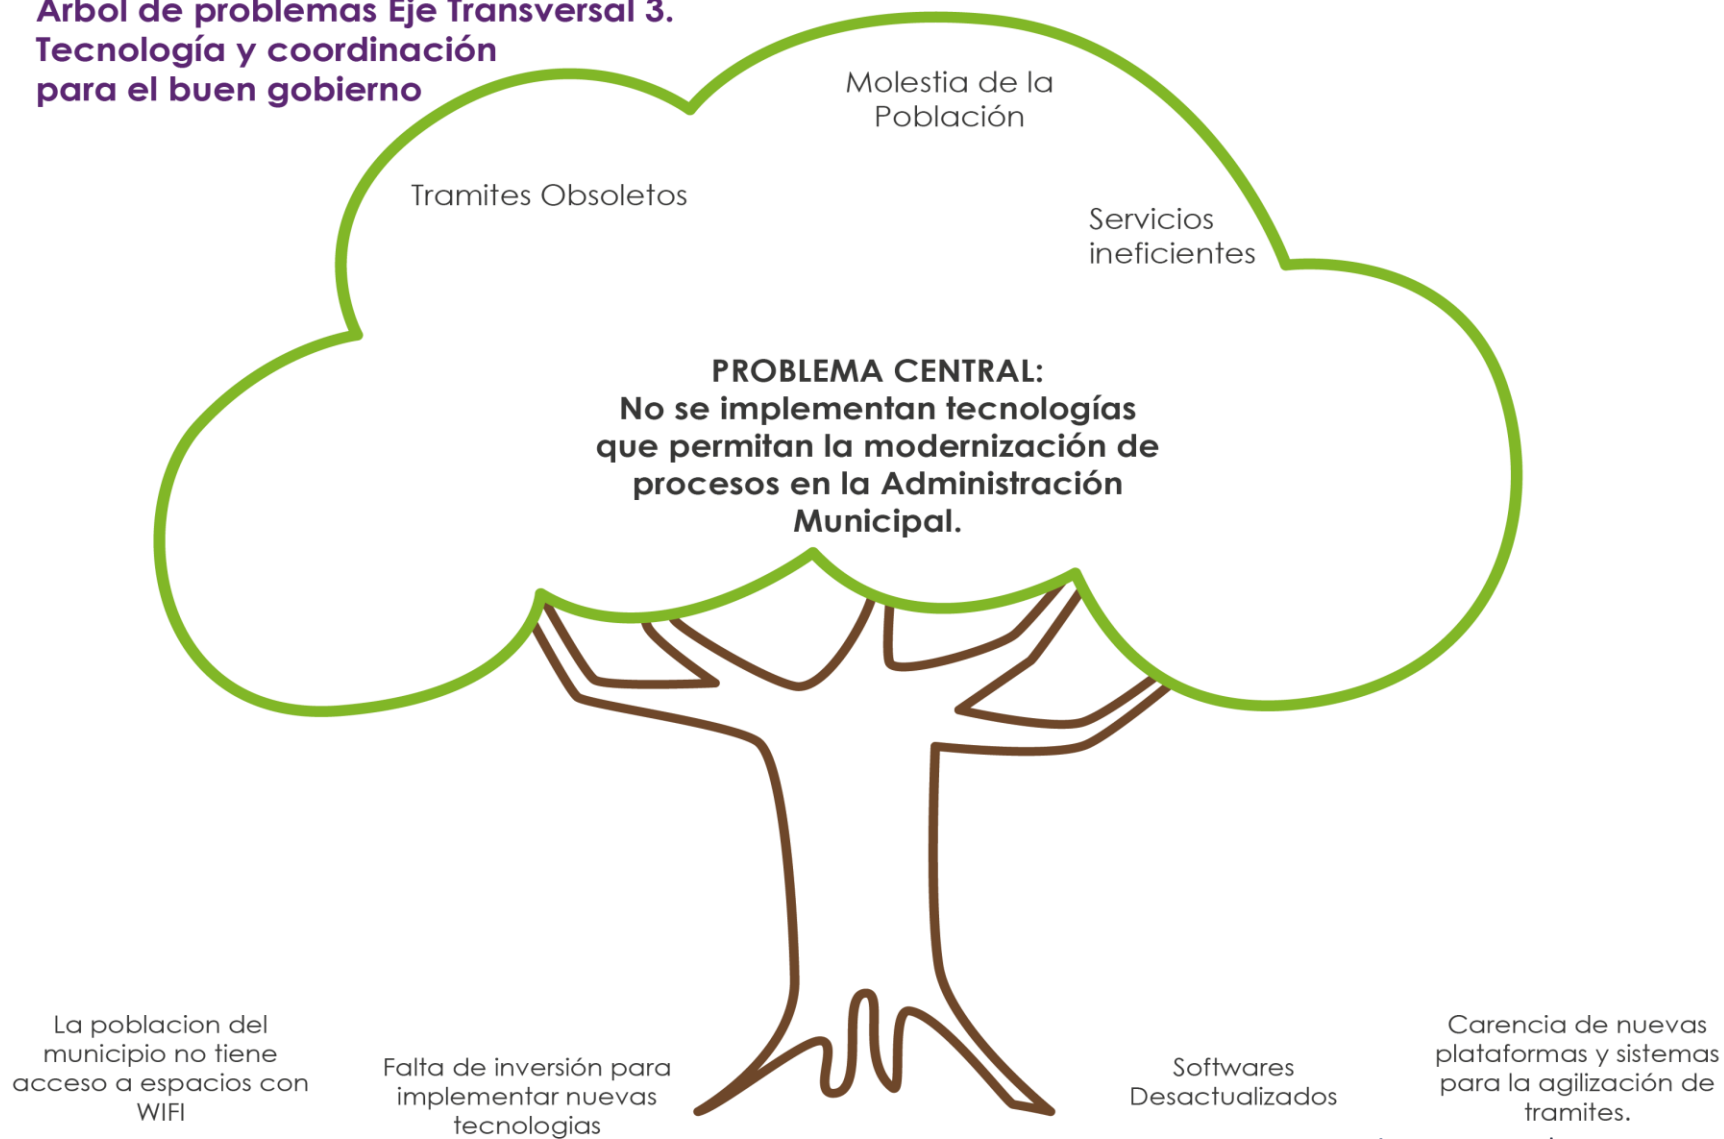 Arbol de problemas Eje Transversal 3.
Tecnología y coordinación
para el buen gobierno
Molestia de la
Población
Tramites Obsoletos
Servicios
ineficientes
PROBLEMA CENTRAL:
No se implementan tecnologías
que permitan la modernización de
procesos en la Administración
Municipal.
La poblacion del
municipio no tiene
acceso a espacios con
WIFI
Falta de inversión para
implementar nuevas
tecnologias
Softwares
Desactualizados
Carencia de nuevas
plataformas y sistemas
para la agilización de
tramites.